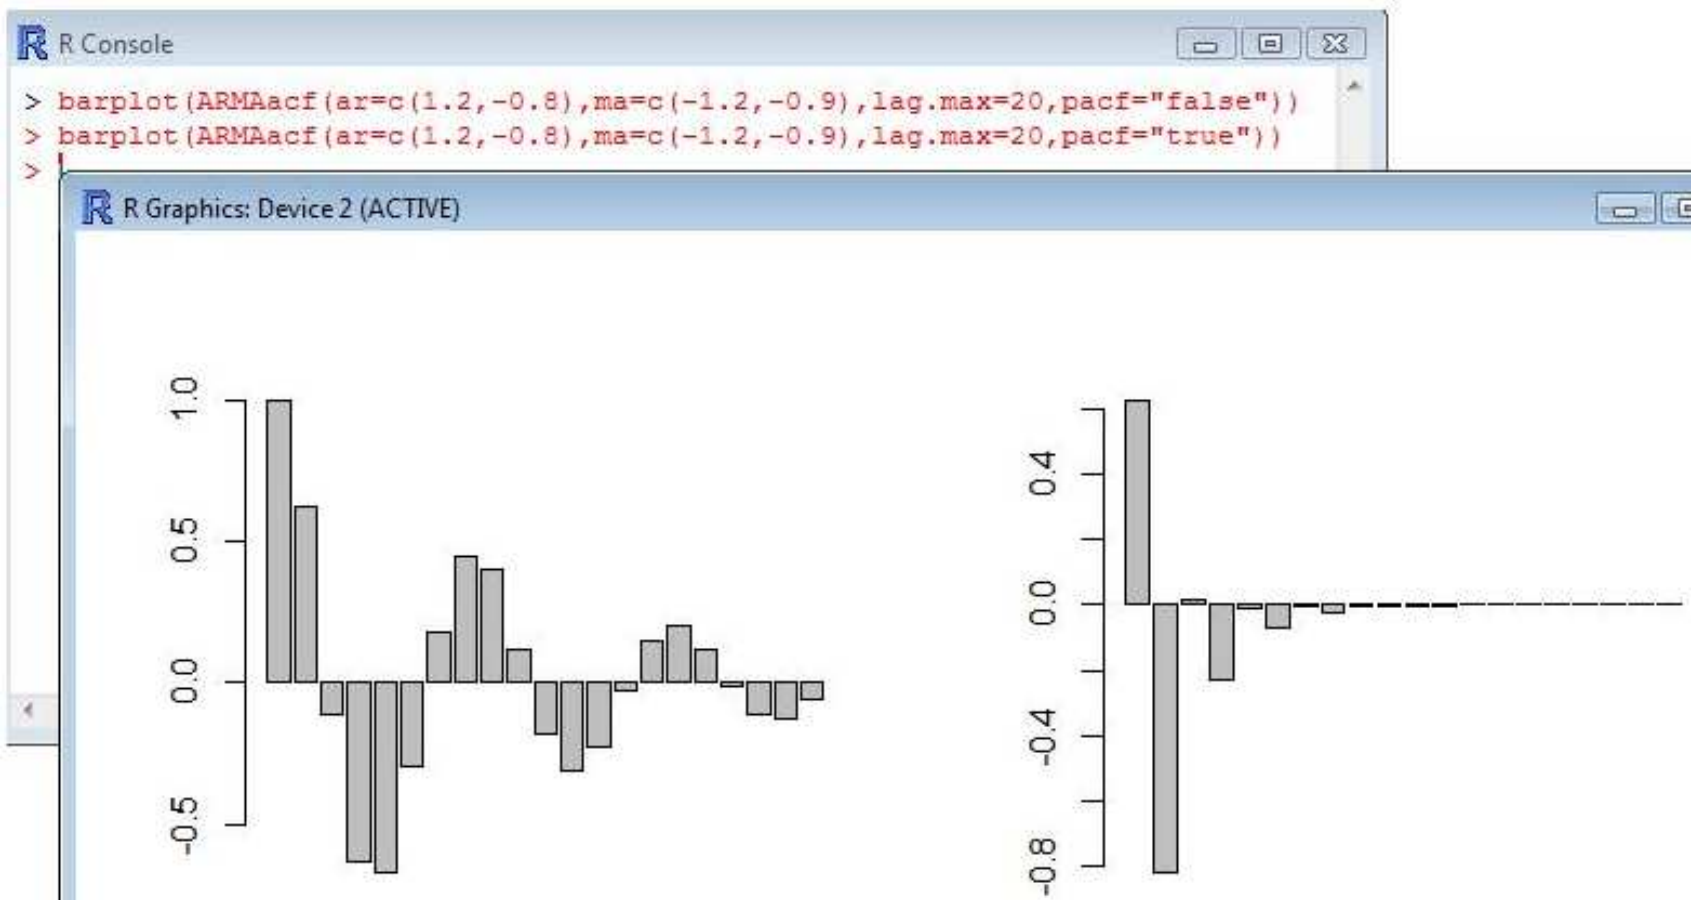 R Console
> barplot(ARMAacf(ar=c(1.2,-0.8),ma=c(-1.2,-0.9),lag.max=20,pacf="false"))
> barplot(ARMAacf(ar=c(1.2,-0.8),ma=c(-1.2,-0.9),lag.max=20,pacf="true"))
>
R Graphics: Device 2 (ACTIVE)
1.0
0.5
0.0
-0.5
0.4
0.0
-0.4
-0.8